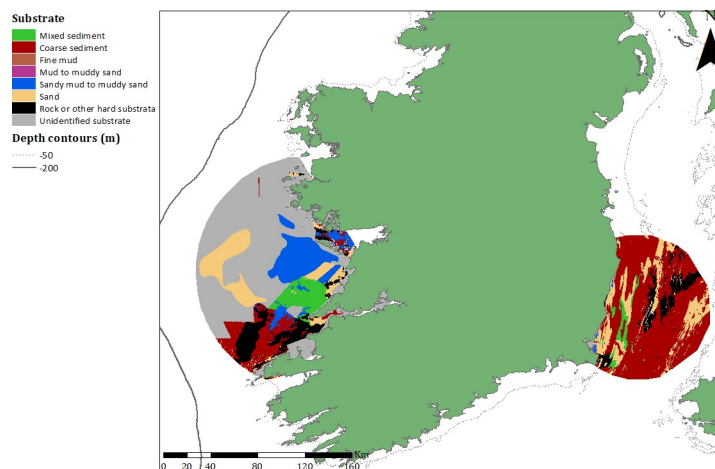 Substrate
Mixed sediment
Coarse sediment
Fine mud
Mud to muddy sand
Sandy mud to muddy sand
Sand
Rock or other hard substrata
Unidentified substrate
Depth contours (m)
-50
-200
N
Km
0 20 40 80 120 160